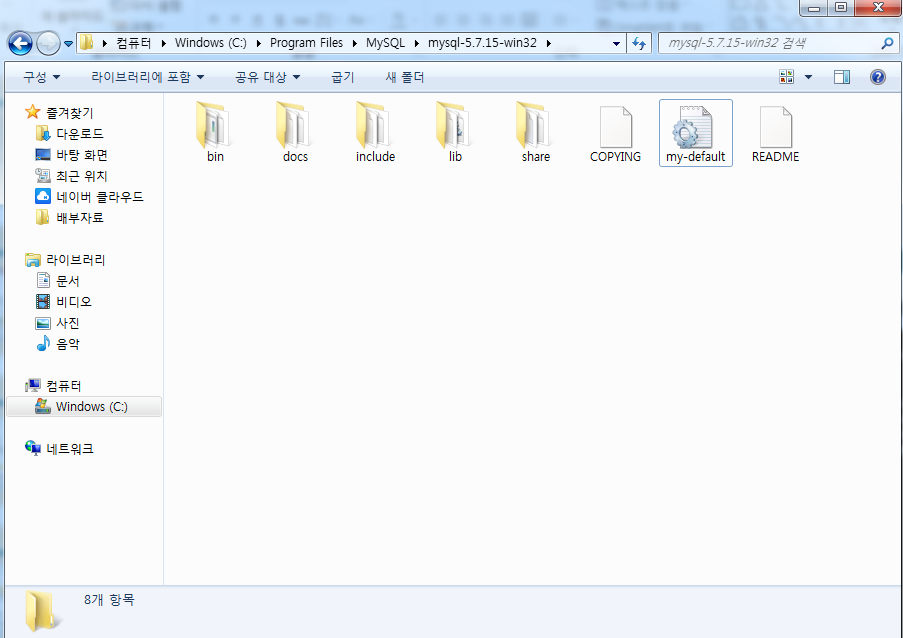 컴퓨터 Windows (C:) Program Files MySQL mysql-5.7.15-win32
mysql-5.7.15-win32 검색
구성 라이브러리에 포함 공유 대상 굽기 새 폴더
즐겨찾기
다운로드
바탕 화면
최근 위치
네이버 클라우드
배부자료
라이브러리
문서
비디오
사진
음악
컴퓨터
Windows (C:)
네트워크
bin docs include lib share COPYING my-default README
8개 항목